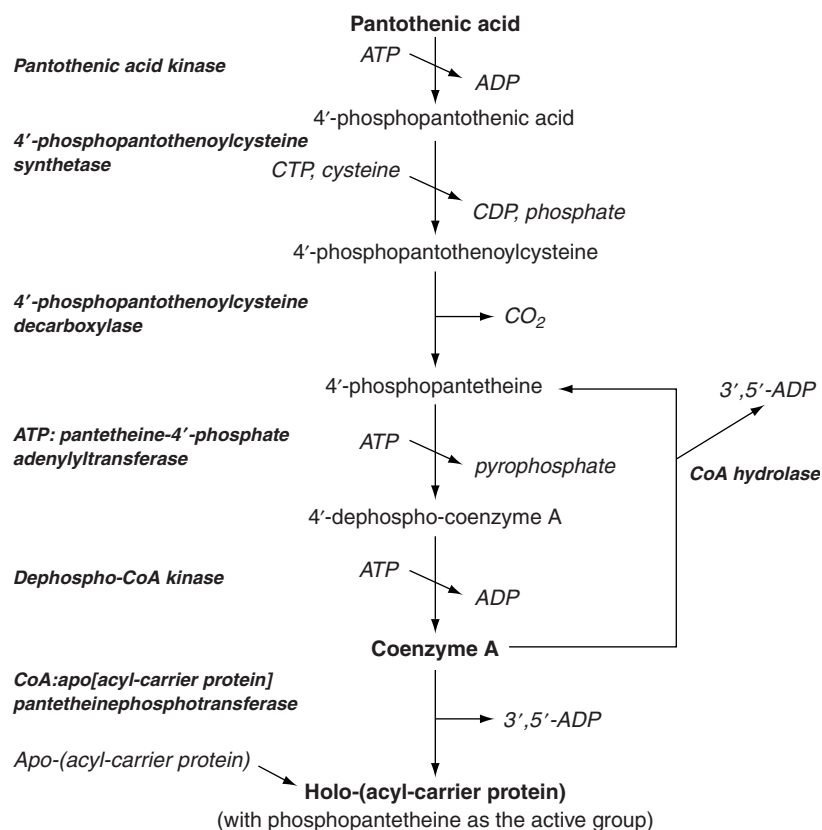 Pantothenic acid
ATP
Pantothenic acid kinase
ADP
4′-phosphopantothenic acid
4′-phosphopantothenoylcysteine
synthetase
CTP, cysteine
CDP, phosphate
4′-phosphopantothenoylcysteine
4′-phosphopantothenoylcysteine
decarboxylase
CO₂
4′-phosphopantetheine
3′,5′-ADP
ATP: pantetheine-4′-phosphate
adenylyltransferase
ATP
pyrophosphate
CoA hydrolase
4′-dephospho-coenzyme A
Dephospho-CoA kinase
ATP
ADP
Coenzyme A
CoA:apo[acyl-carrier protein]
pantetheinephosphotransferase
3′,5′-ADP
Apo-(acyl-carrier protein)
Holo-(acyl-carrier protein)
(with phosphopantetheine as the active group)